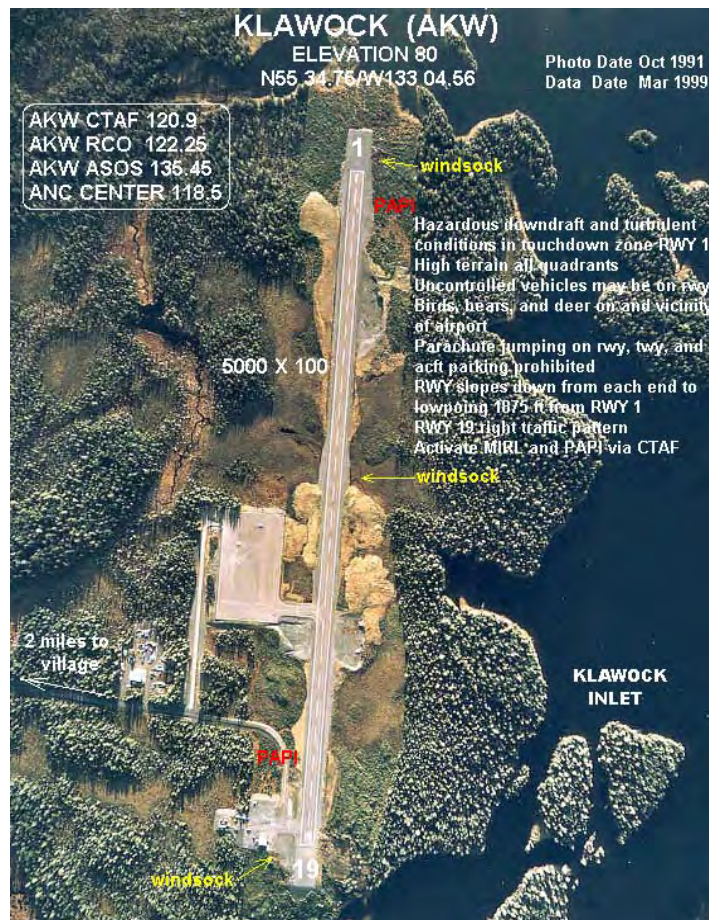 KLAWOCK (AKW)
ELEVATION 80
N55 34.75/W133 04.56
Photo Date Oct 1991
Data Date Mar 1999
AKW CTAF 120.9
AKW RCO 122.25
AKW ASOS 135.45
ANC CENTER 118.5
1
windsock
PAPI
Hazardous downdraft and turbulent
conditions in touchdown zone RWY 1
High terrain all quadrants
Uncontrolled vehicles may be on rwy
Birds, bears, and deer on and vicinity
of airport
Parachute jumping on rwy, twy, and
acft parking prohibited
RWY slopes down from each end to
lowpoing 1875 ft from RWY 1
RWY 19 right traffic pattern
Activate MIRL and PAPI via CTAF
5000 X 100
windsock
2 miles to
village
KLAWOCK
INLET
PAPI
19
windsock